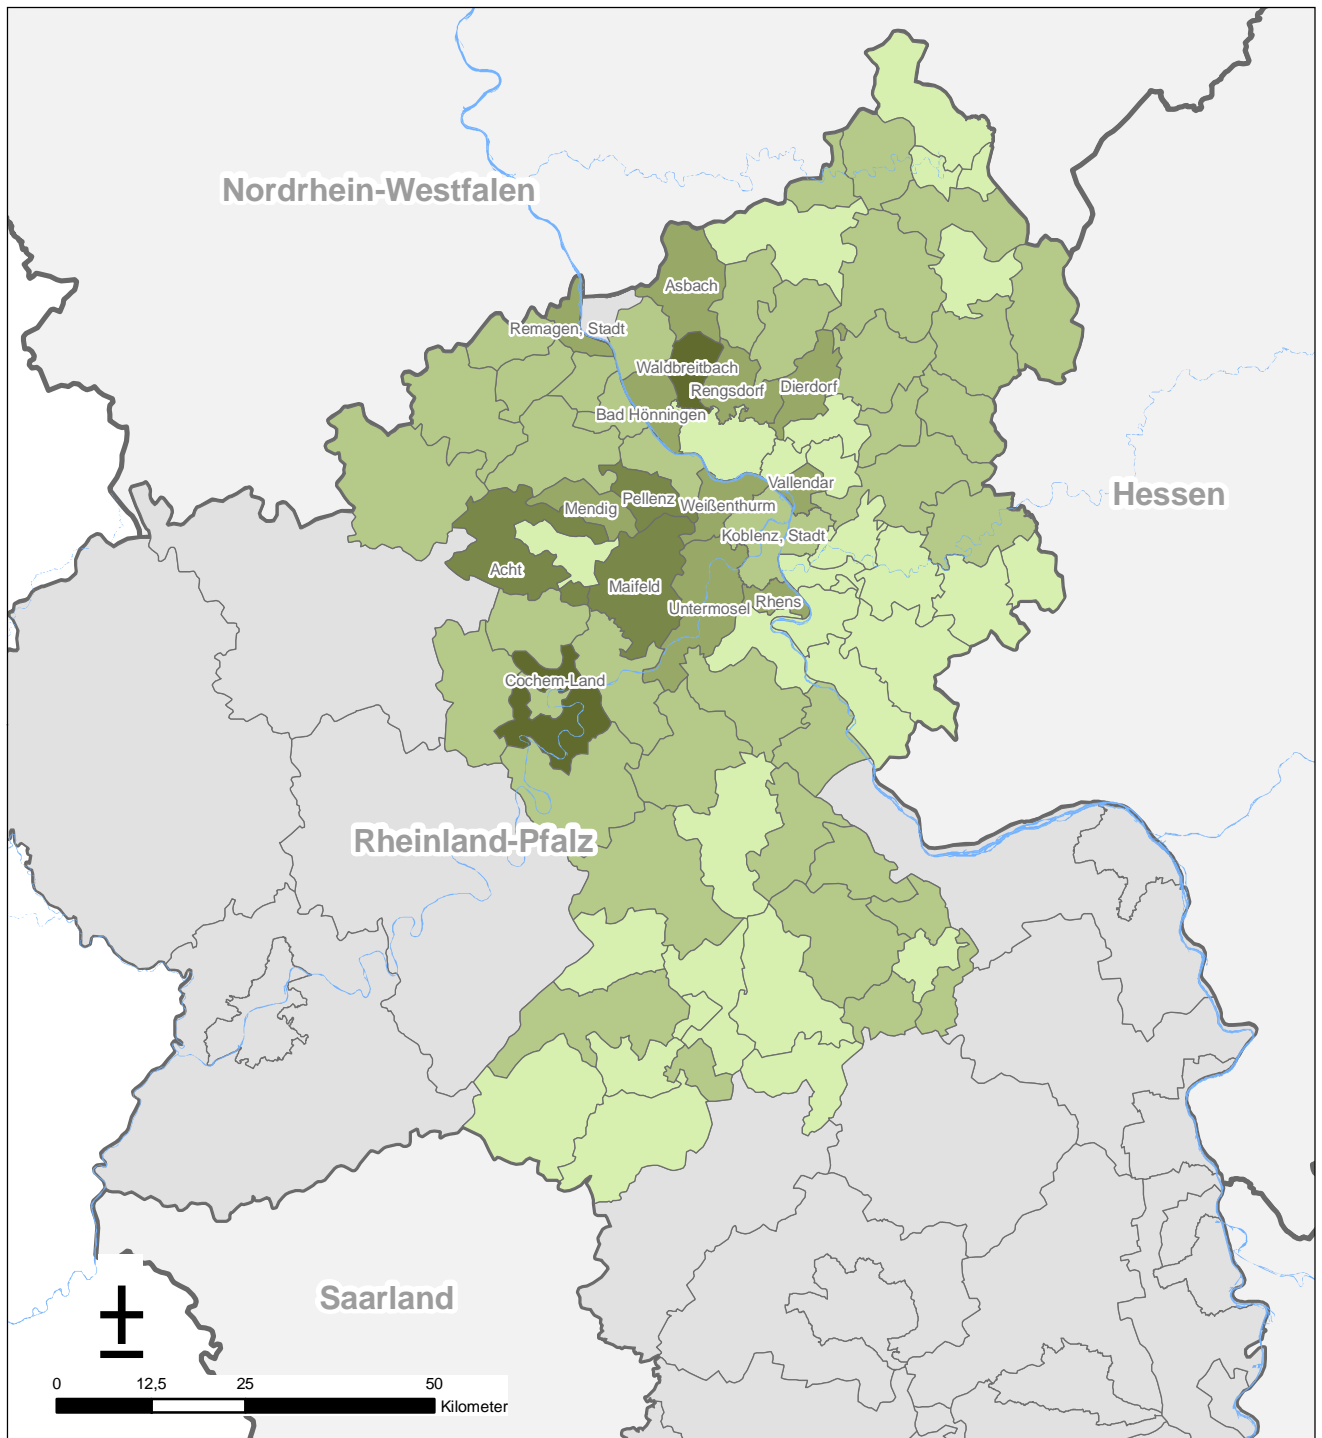 Nordrhein-Westfalen
Asbach
Remagen, Stadt
Waldbreitbach
Rengsdorf
Dierdorf
Bad Hönningen
Vallendar
Hessen
Pellenz
Mendig
Weißenthurm
Koblenz, Stadt
Acht
Maifeld
Untermosel
Rhens
Cochem-Land
Rheinland-Pfalz
Saarland
0 12,5 25 50
Kilometer